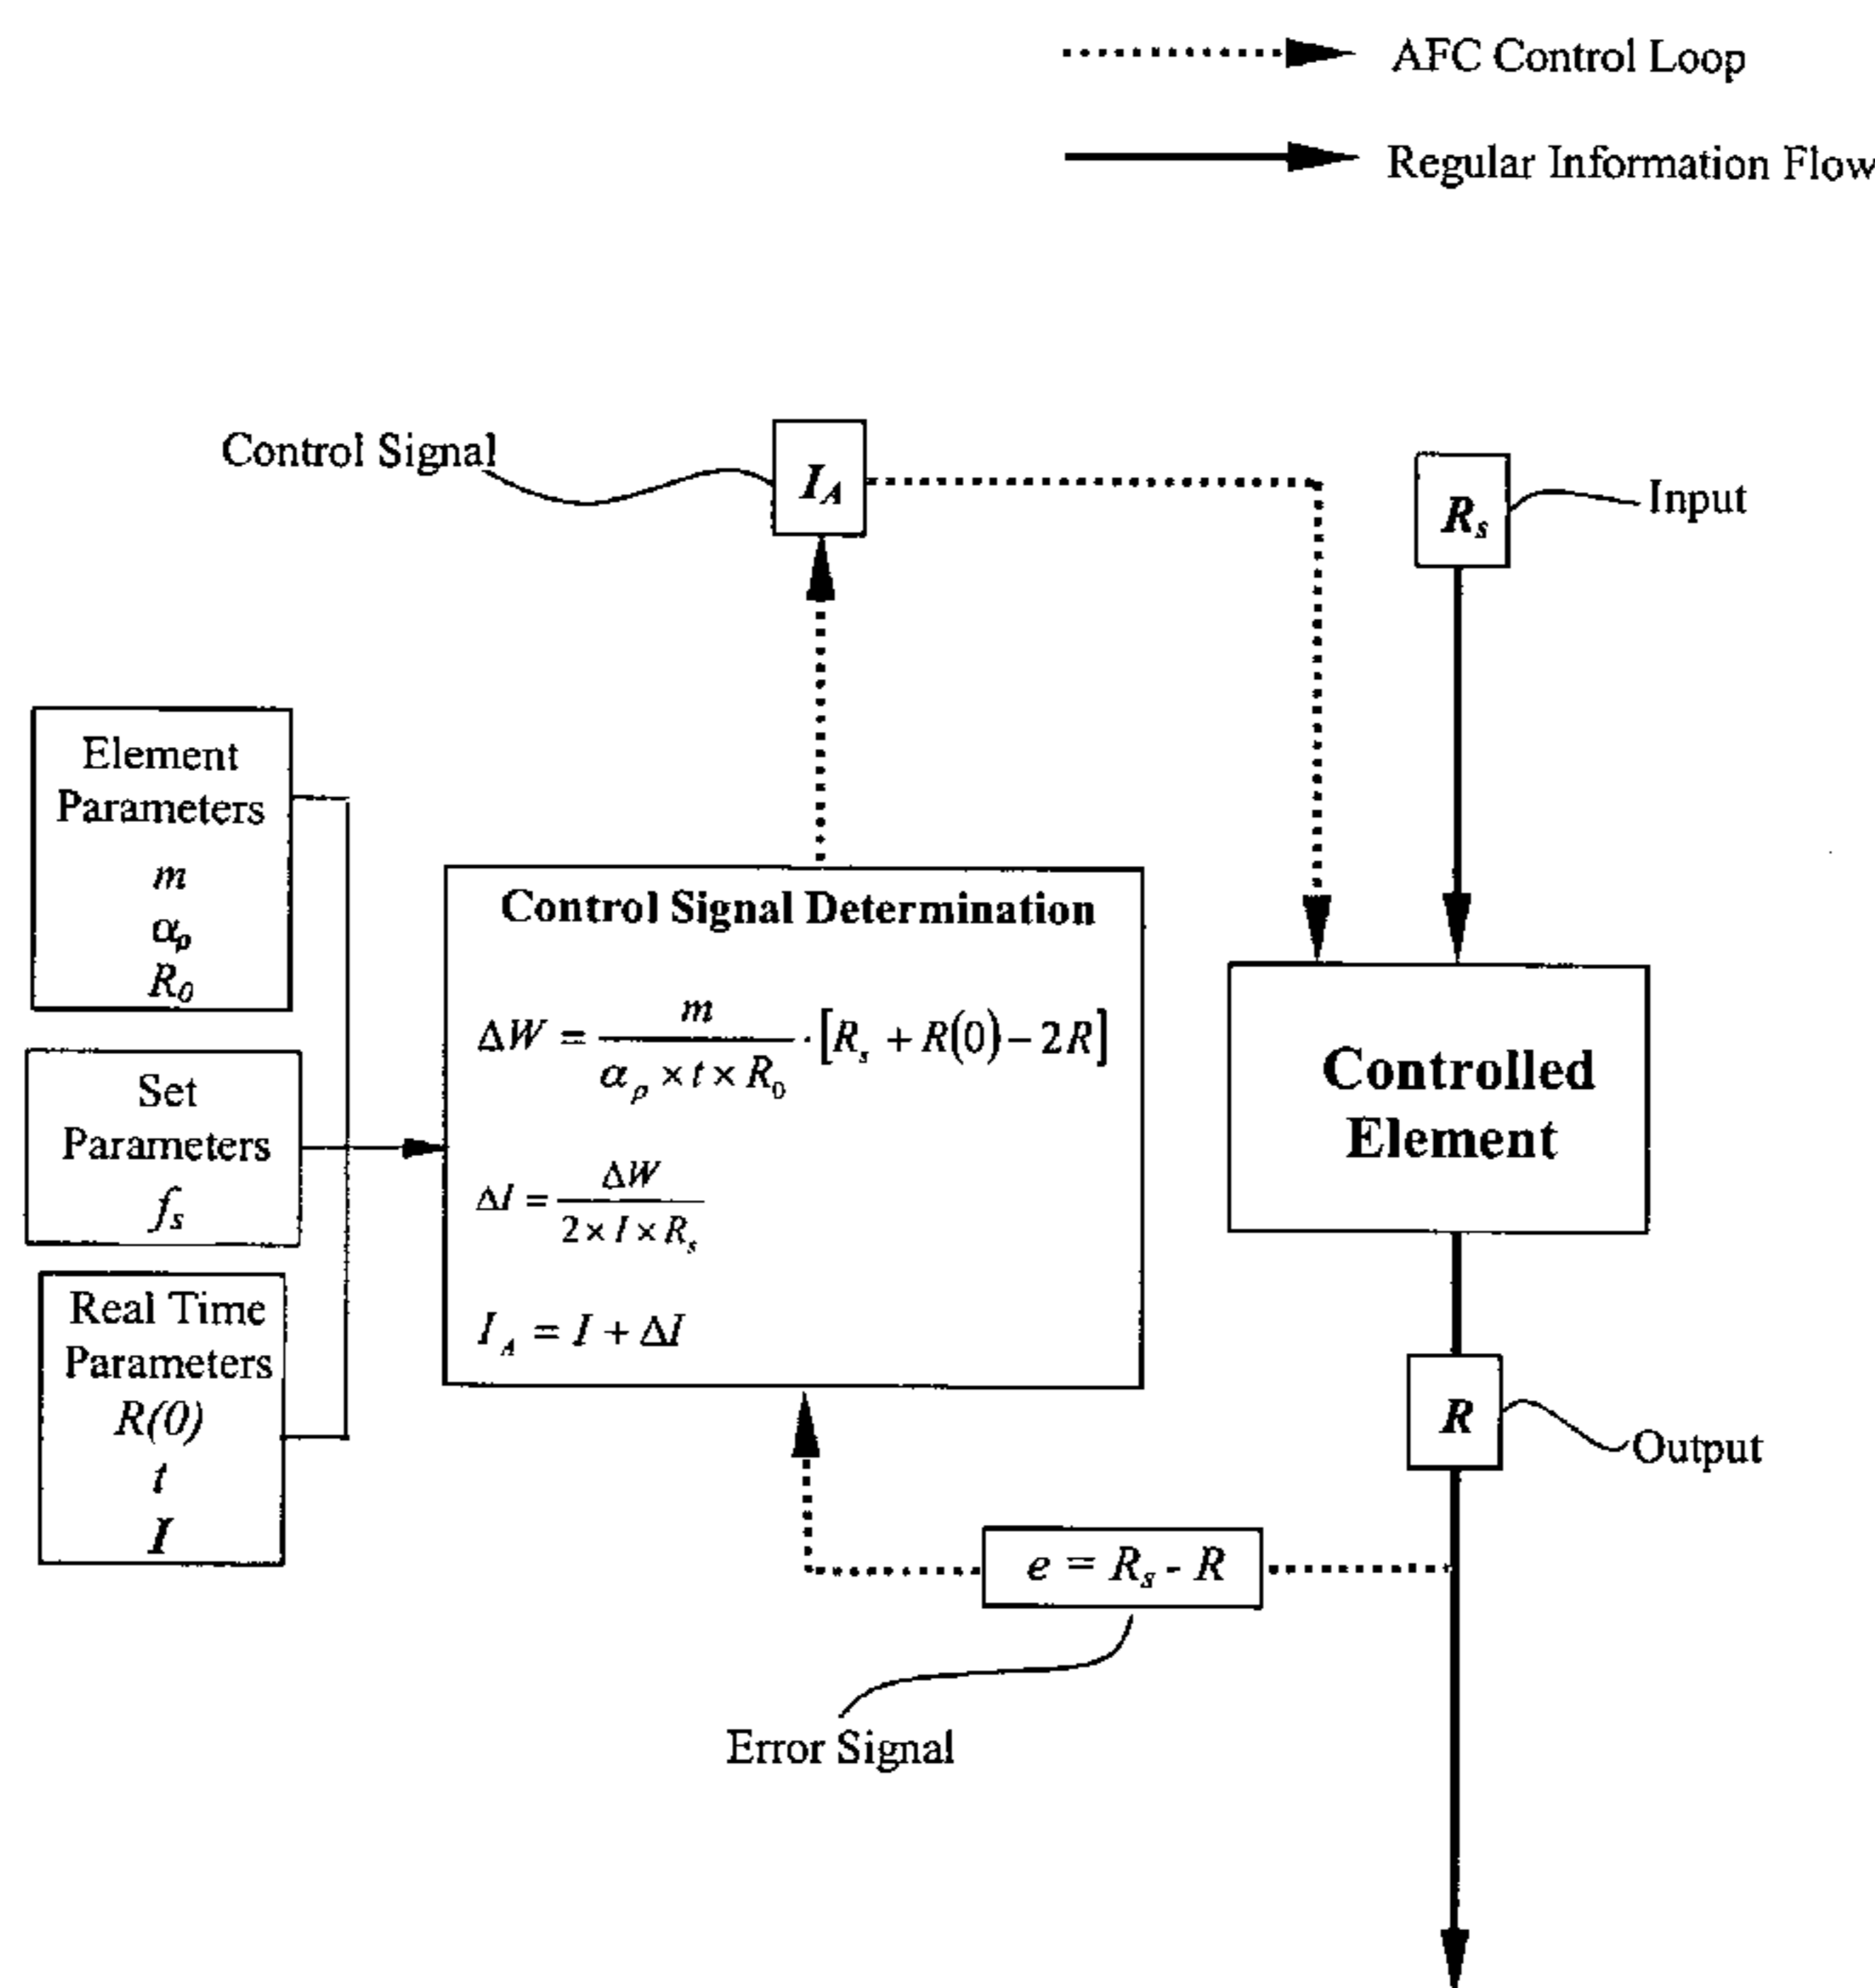 AFC Control Loop
Regular Information Flow
Control Signal
I_A
R_s
Input
Element
Parameters
m
α_ρ
R_0
Set
Parameters
f_s
Real Time
Parameters
R(0)
t
I
Control Signal Determination
ΔW = m / (α_ρ × t × R_0) · [R_s + R(0) − 2R]
ΔI = ΔW / (2 × I × R_s)
I_A = I + ΔI
Controlled
Element
R
Output
e = R_s - R
Error Signal